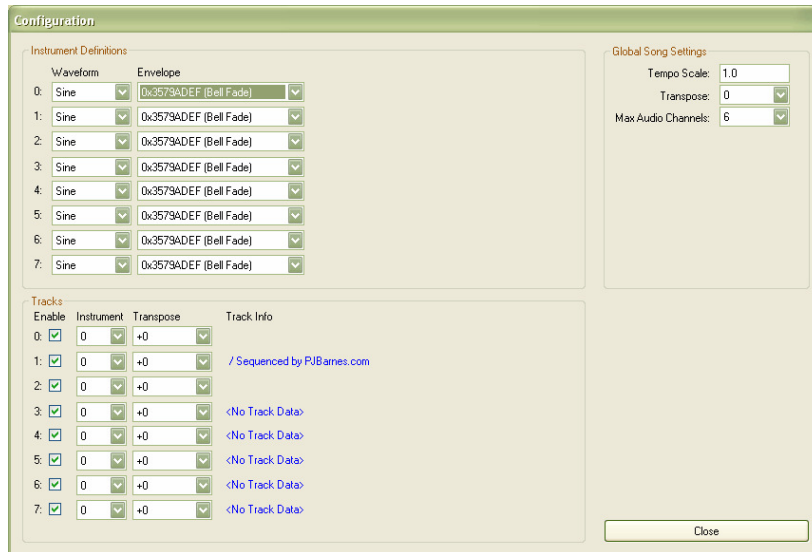 Configuration
Instrument Definitions
Waveform Envelope
0: Sine 0x3579ADEF (Bell Fade)
1: Sine 0x3579ADEF (Bell Fade)
2: Sine 0x3579ADEF (Bell Fade)
3: Sine 0x3579ADEF (Bell Fade)
4: Sine 0x3579ADEF (Bell Fade)
5: Sine 0x3579ADEF (Bell Fade)
6: Sine 0x3579ADEF (Bell Fade)
7: Sine 0x3579ADEF (Bell Fade)
Global Song Settings
Tempo Scale: 1.0
Transpose: 0
Max Audio Channels: 6
Tracks
Enable Instrument Transpose Track Info
0: 0 +0
1: 0 +0 / Sequenced by PJBarnes.com
2: 0 +0
3: 0 +0 <No Track Data>
4: 0 +0 <No Track Data>
5: 0 +0 <No Track Data>
6: 0 +0 <No Track Data>
7: 0 +0 <No Track Data>
Close